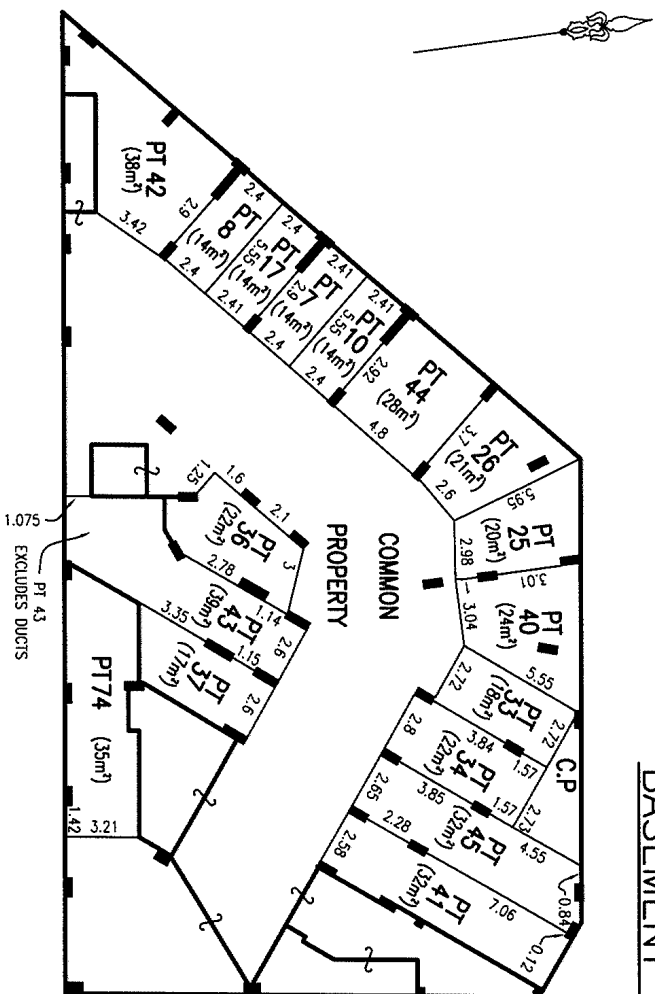 BASEMENT
PT 42
(38m²)
3.42
2.9
2.4
PT
8
(14m²)
2.4
2.4
PT
17
(14m²)
5.55
2.41
2.41
PT
7
(14m²)
2.9
2.4
2.41
PT
10
(14m²)
5.55
2.4
2.92
PT
44
(28m²)
4.8
PT
26
(21m²)
3.7
2.6
5.95
PT
25
(20m²)
2.98
3.01
PT
40
(24m²)
3.04
5.55
PT
33
(18m²)
2.72
2.72
C.P
3.84
1.57
PT
34
(22m²)
2.8
2.73
3.85
1.57
4.55
PT
45
(32m²)
2.65
2.28
7.06
0.84
0.12
PT
41
(32m²)
2.58
COMMON
PROPERTY
1.25
1.6
2.1
3
PT
36
(22m²)
2.78
1.14
2.6
PT
43
(39m²)
3.35
1.15
2.6
PT
37
(17m²)
PT74
(35m²)
3.21
1.42
1.075
PT 43
EXCLUDES DUCTS